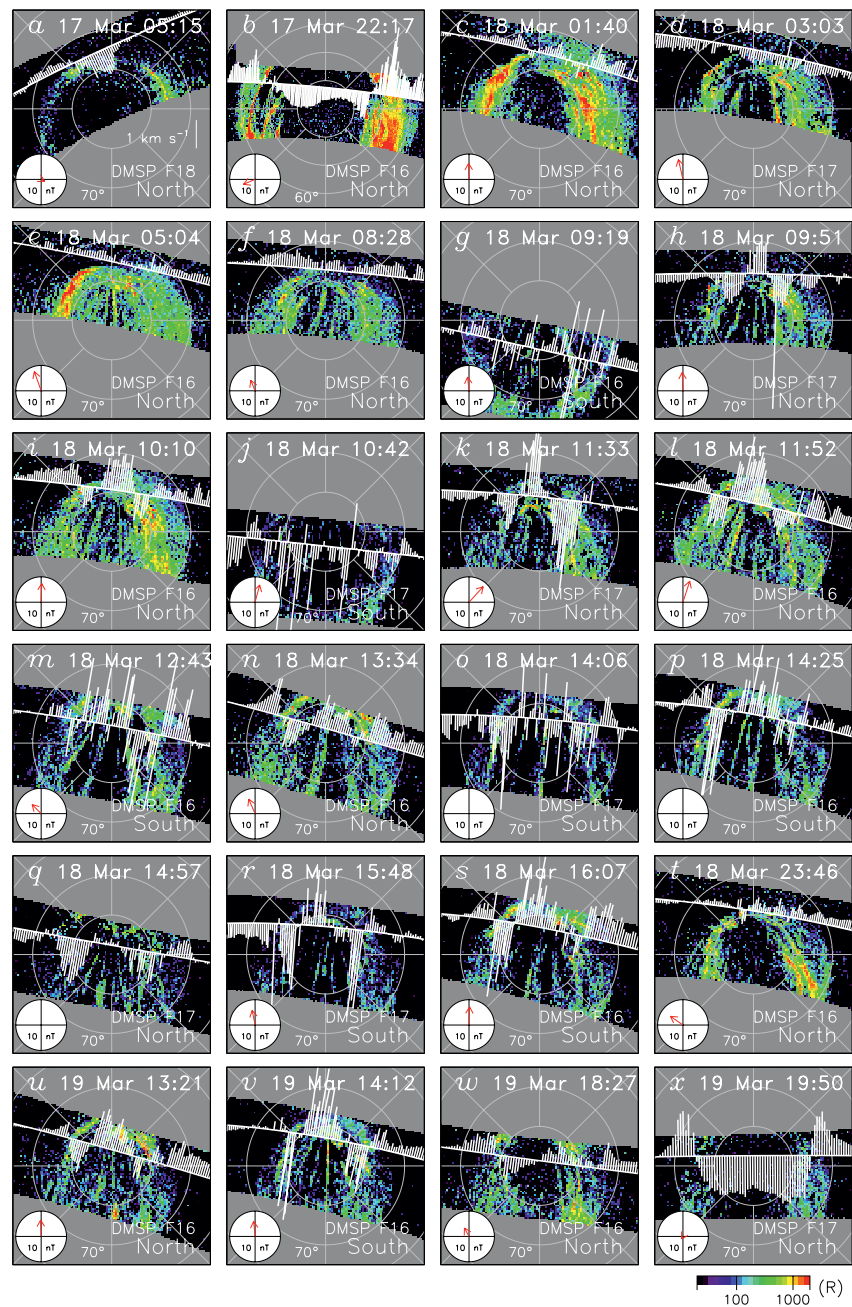 a 17 Mar 05:15
1 km s⁻¹
10 nT
70°
DMSP F18
North
b 17 Mar 22:17
10 nT
60°
DMSP F16
North
c 18 Mar 01:40
10 nT
70°
DMSP F16
North
d 18 Mar 03:03
10 nT
70°
DMSP F17
North
e 18 Mar 05:04
10 nT
70°
DMSP F16
North
f 18 Mar 08:28
10 nT
70°
DMSP F16
North
g 18 Mar 09:19
10 nT
70°
DMSP F16
South
h 18 Mar 09:51
10 nT
70°
DMSP F17
North
i 18 Mar 10:10
10 nT
70°
DMSP F16
North
j 18 Mar 10:42
10 nT
70°
DMSP F17
South
k 18 Mar 11:33
10 nT
70°
DMSP F17
North
l 18 Mar 11:52
10 nT
70°
DMSP F16
North
m 18 Mar 12:43
10 nT
70°
DMSP F16
South
n 18 Mar 13:34
10 nT
70°
DMSP F16
North
o 18 Mar 14:06
10 nT
70°
DMSP F17
South
p 18 Mar 14:25
10 nT
70°
DMSP F16
South
q 18 Mar 14:57
10 nT
70°
DMSP F17
North
r 18 Mar 15:48
10 nT
70°
DMSP F17
South
s 18 Mar 16:07
10 nT
70°
DMSP F16
South
t 18 Mar 23:46
10 nT
70°
DMSP F16
North
u 19 Mar 13:21
10 nT
70°
DMSP F16
North
v 19 Mar 14:12
10 nT
70°
DMSP F16
South
w 19 Mar 18:27
10 nT
70°
DMSP F16
North
x 19 Mar 19:50
10 nT
70°
DMSP F17
North
100 1000 (R)